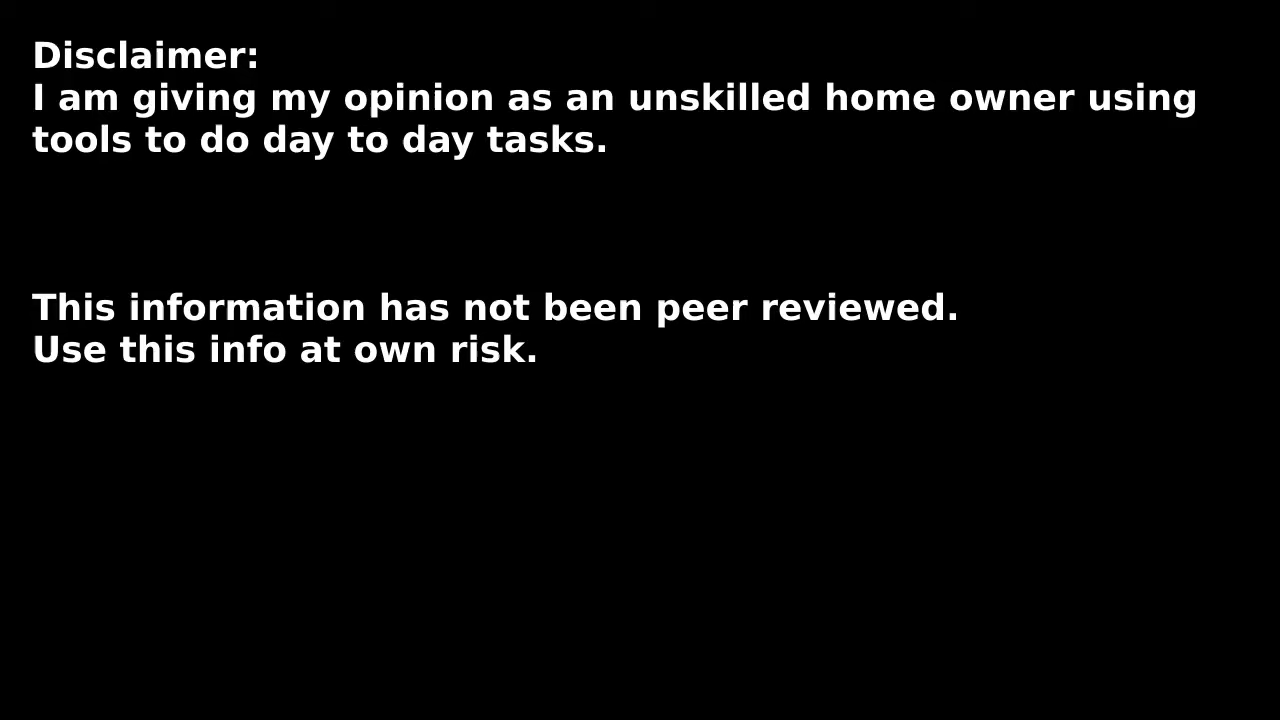 Disclaimer:
I am giving my opinion as an unskilled home owner using
tools to do day to day tasks.
This information has not been peer reviewed.
Use this info at own risk.